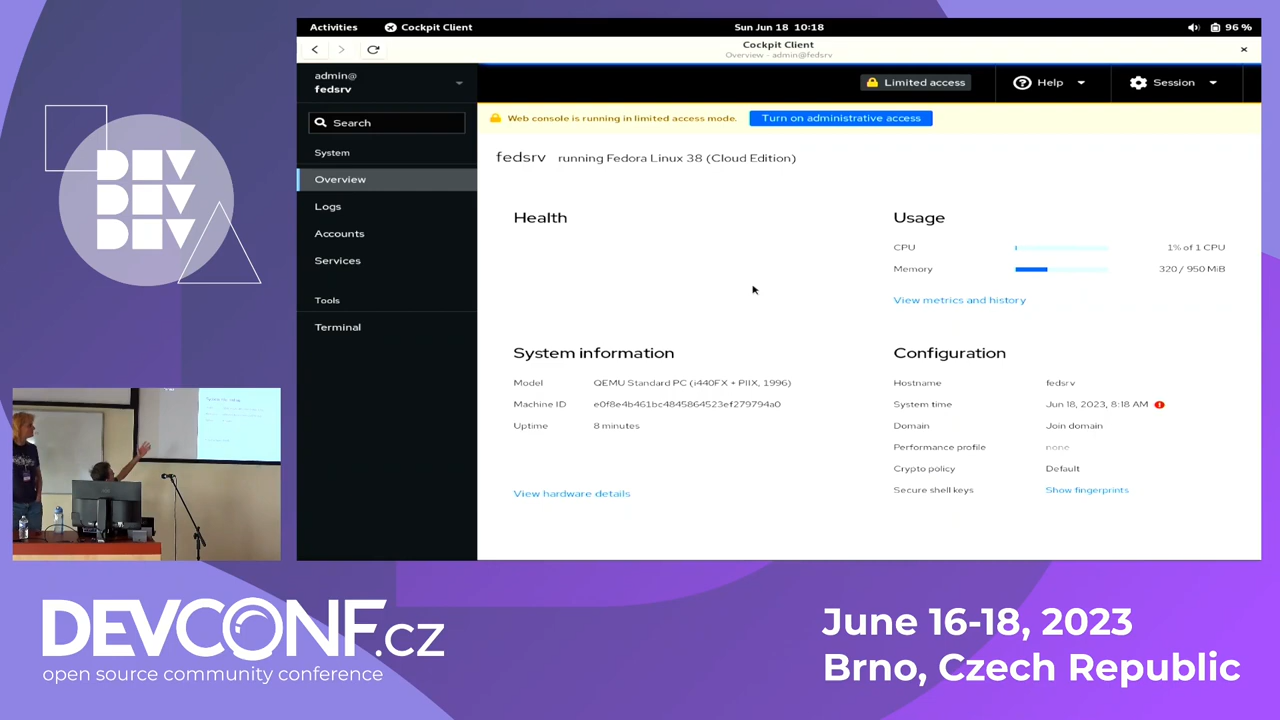 Activities
Cockpit Client
Sun Jun 18 10:18
96 %
Cockpit Client
Overview - admin@fedsrv
admin@
fedsrv
Limited access
Help
Session
Search
Web console is running in limited access mode.
Turn on administrative access
System
Overview
Logs
Accounts
Services
Tools
Terminal
fedsrv running Fedora Linux 38 (Cloud Edition)
Health
Usage
CPU 1% of 1 CPU
Memory 320 / 950 MiB
View metrics and history
System information
Model QEMU Standard PC (i440FX + PIIX, 1996)
Machine ID e0f8e4b461bc4845864523ef279794a0
Uptime 8 minutes
View hardware details
Configuration
Hostname fedsrv
System time Jun 18, 2023, 8:18 AM
Domain Join domain
Performance profile none
Crypto policy Default
Secure shell keys Show fingerprints
DEV
DEV
DEV
DEVCONF.cz
open source community conference
June 16-18, 2023
Brno, Czech Republic